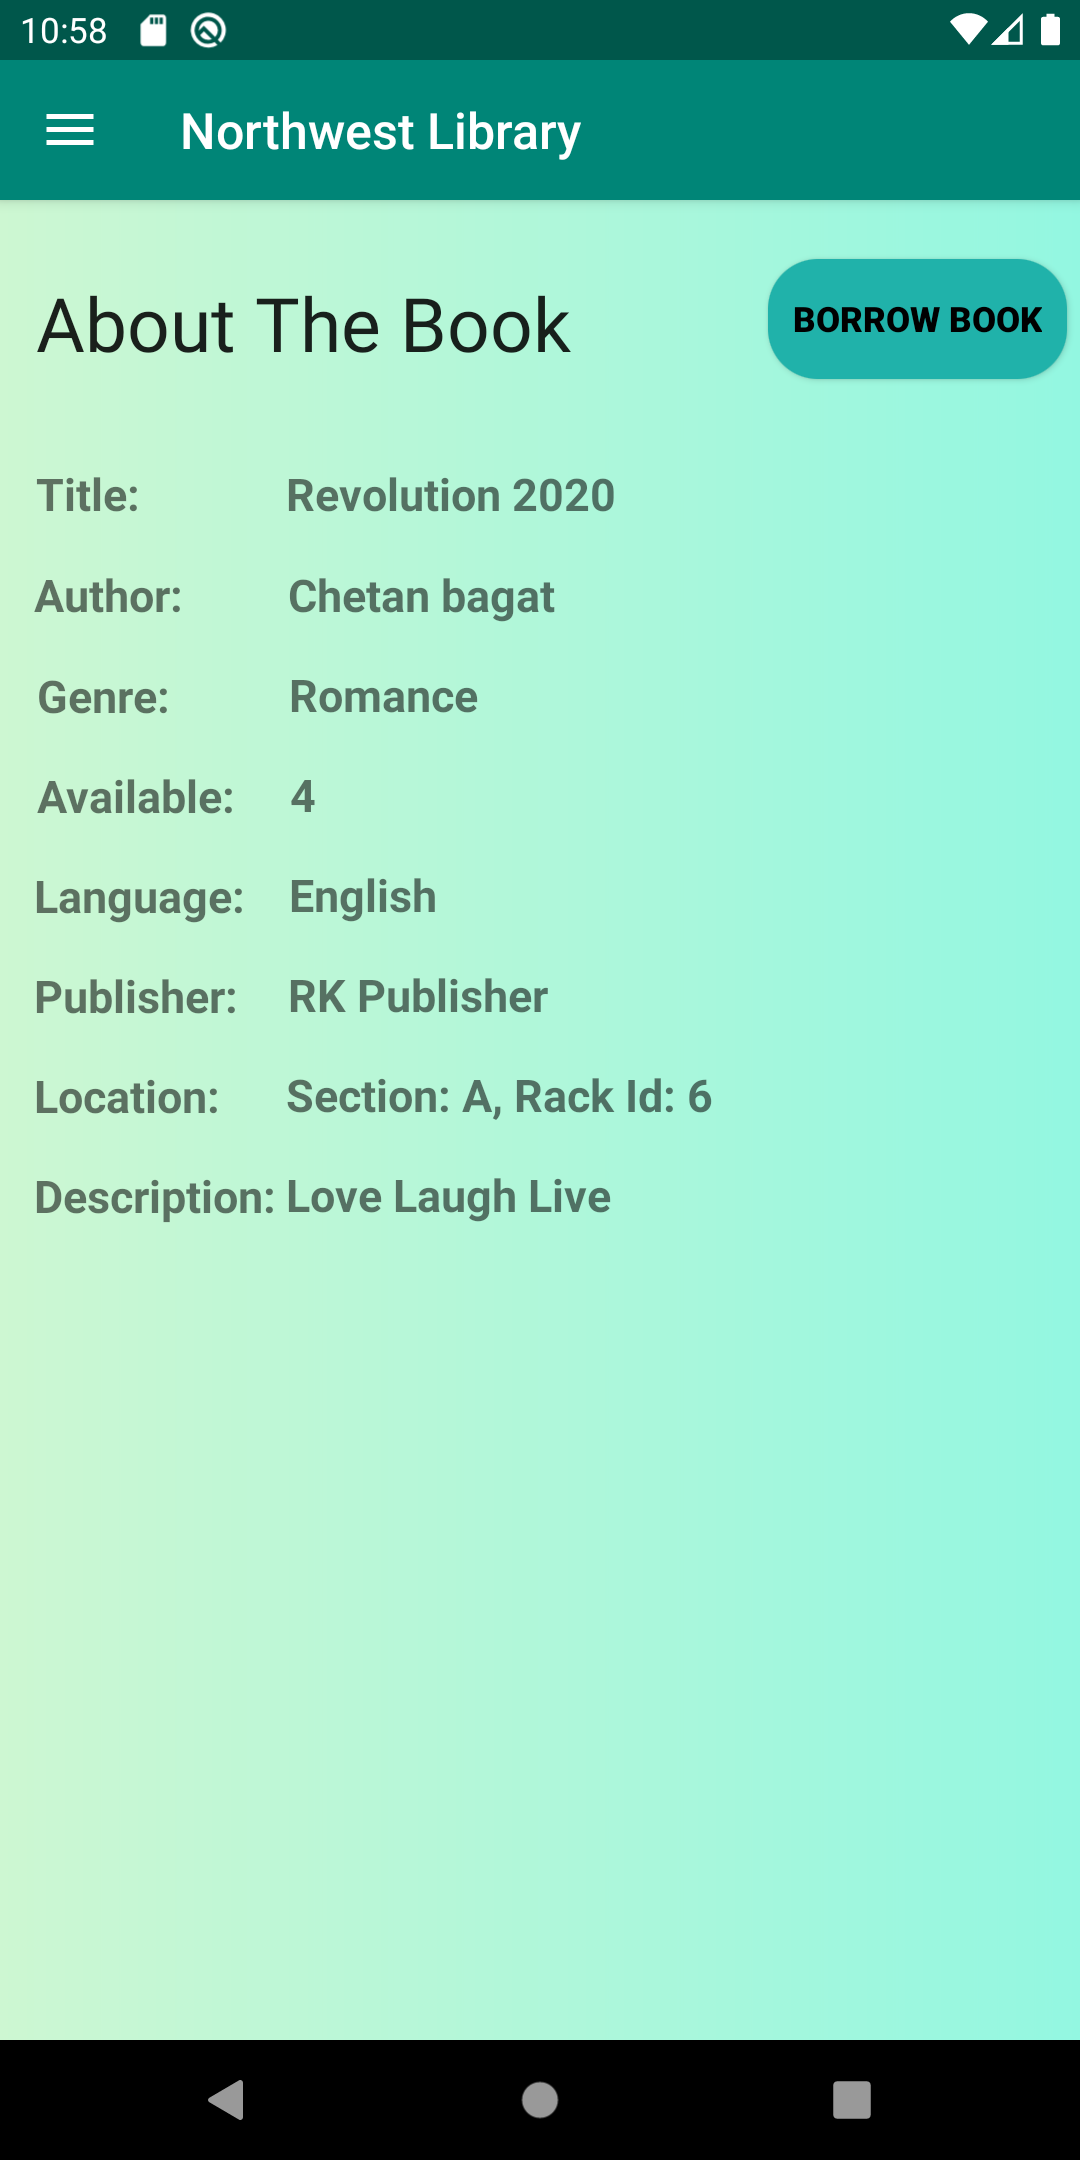 10:58
Northwest Library
About The Book
BORROW BOOK
Title: Revolution 2020
Author: Chetan bagat
Genre: Romance
Available: 4
Language: English
Publisher: RK Publisher
Location: Section: A, Rack Id: 6
Description: Love Laugh Live